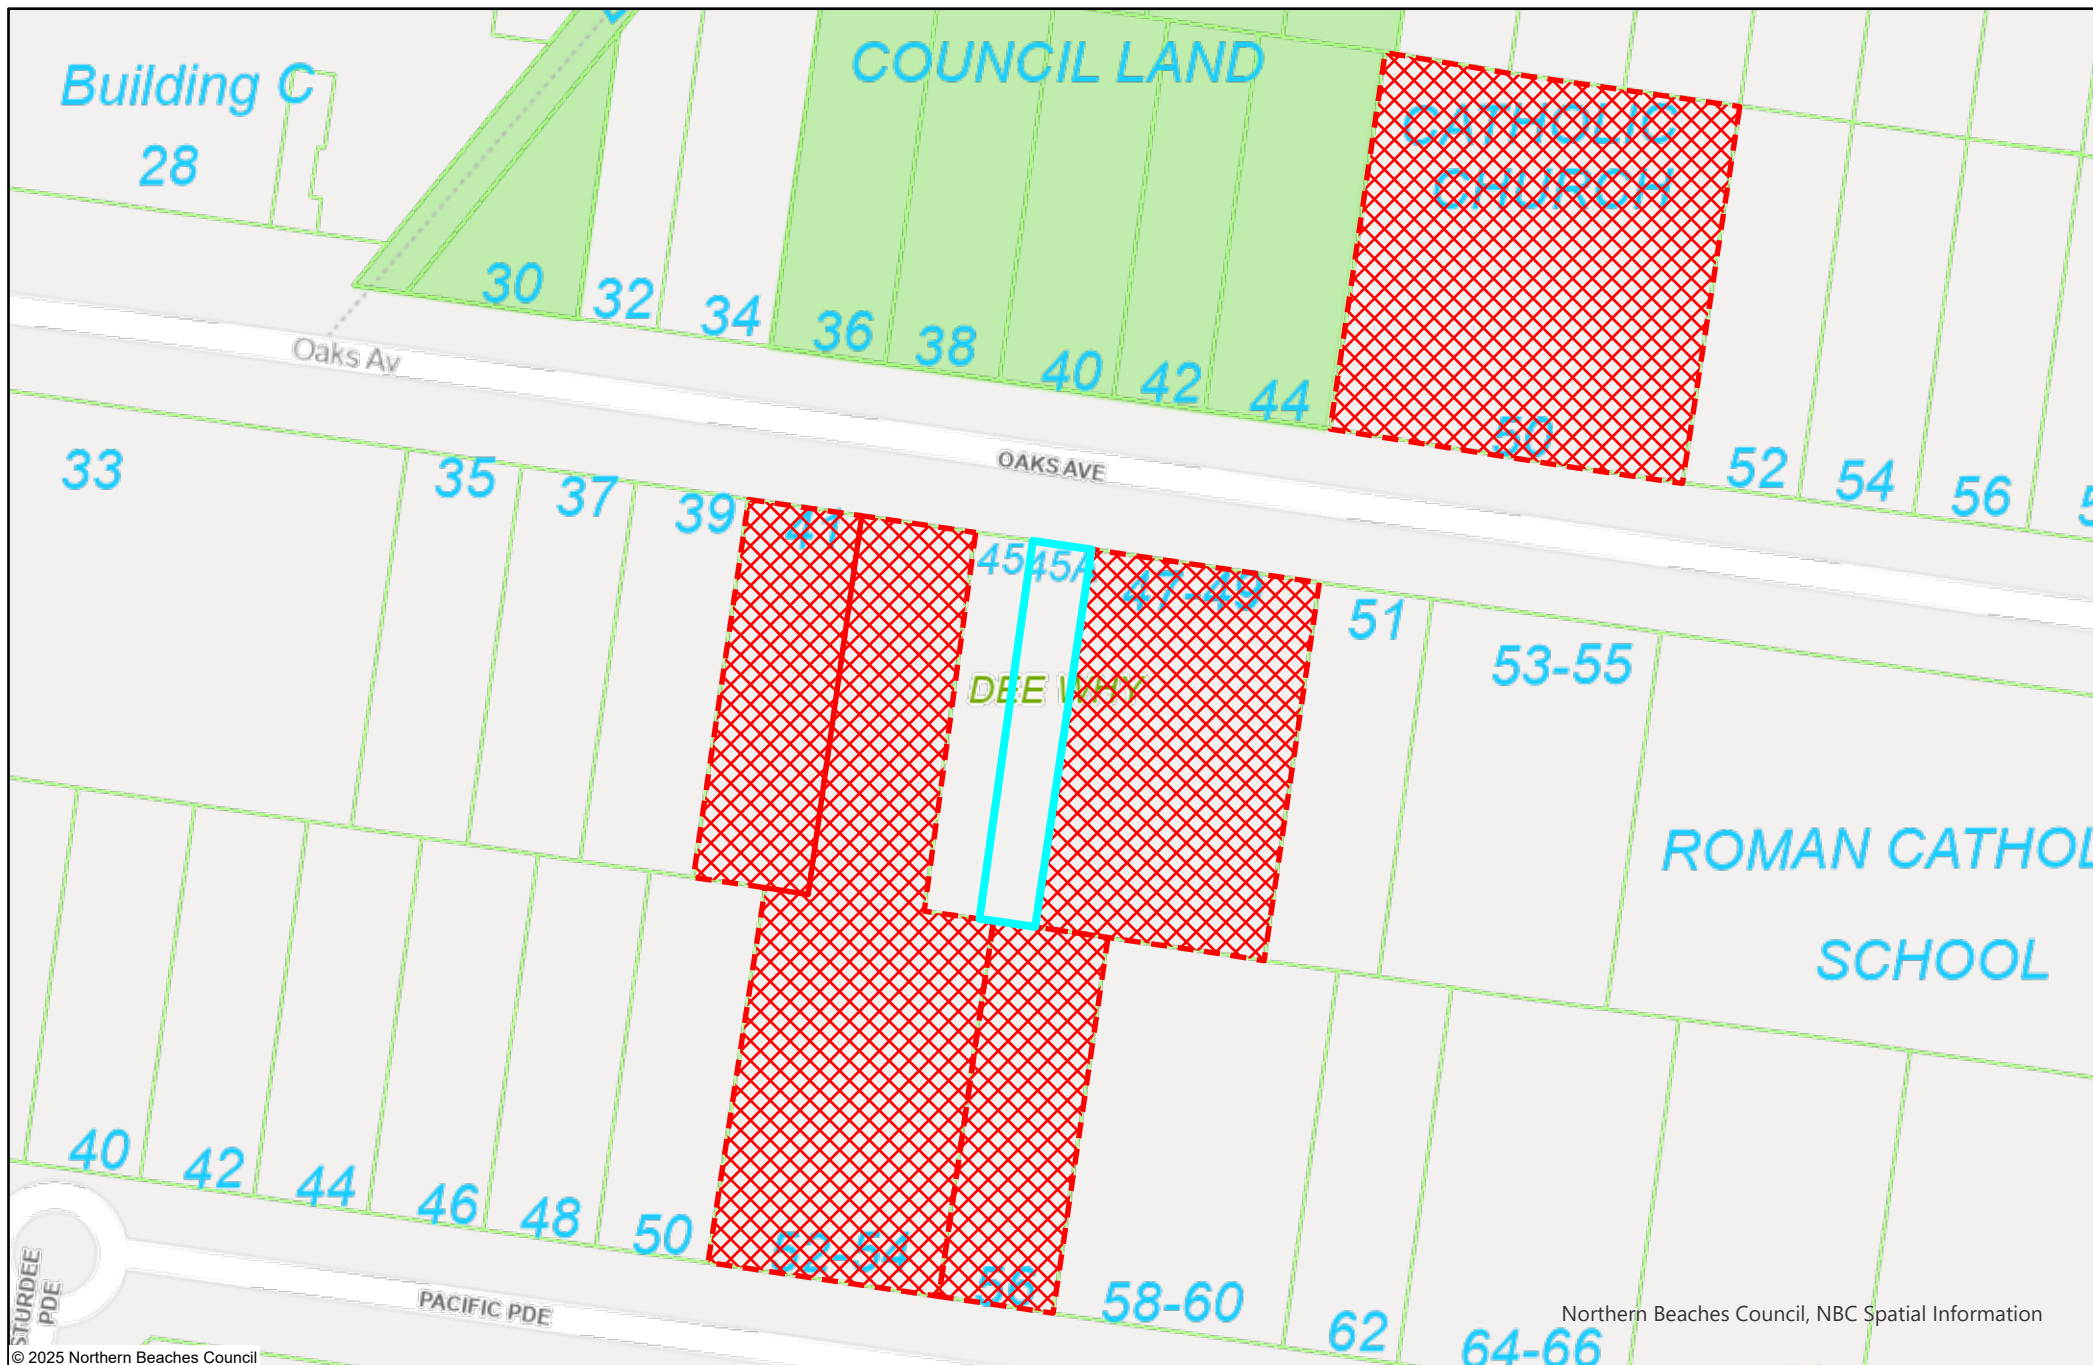 COUNCIL LAND
Building C
28
CATHOLIC
CHURCH
30
32
34
36
38
40
42
44
50
52
54
56
Oaks Av
OAKS AVE
33
35
37
39
41
45
45A
47-49
51
53-55
DEE WHY
ROMAN CATHOL
SCHOOL
40
42
44
46
48
50
52-54
56
58-60
62
64-66
STURDEE
PDE
PACIFIC PDE
Northern Beaches Council, NBC Spatial Information
© 2025 Northern Beaches Council